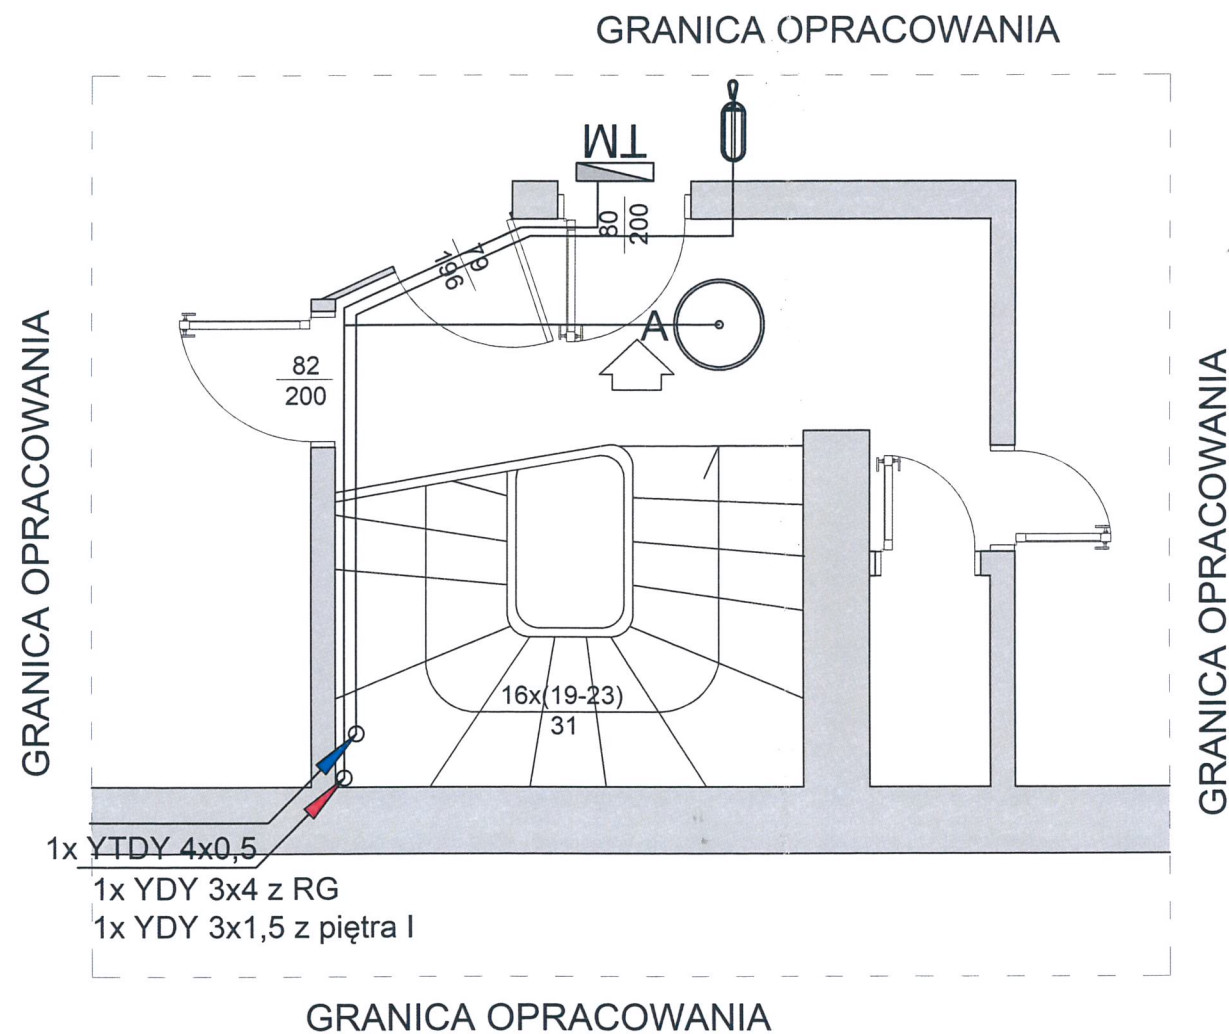 GRANICA OPRACOWANIA
TM
80
200
79
196
A
82
200
GRANICA OPRACOWANIA
GRANICA OPRACOWANIA
16x(19-23)
31
1x YTDY 4x0,5
1x YDY 3x4 z RG
1x YDY 3x1,5 z piętra I
GRANICA OPRACOWANIA